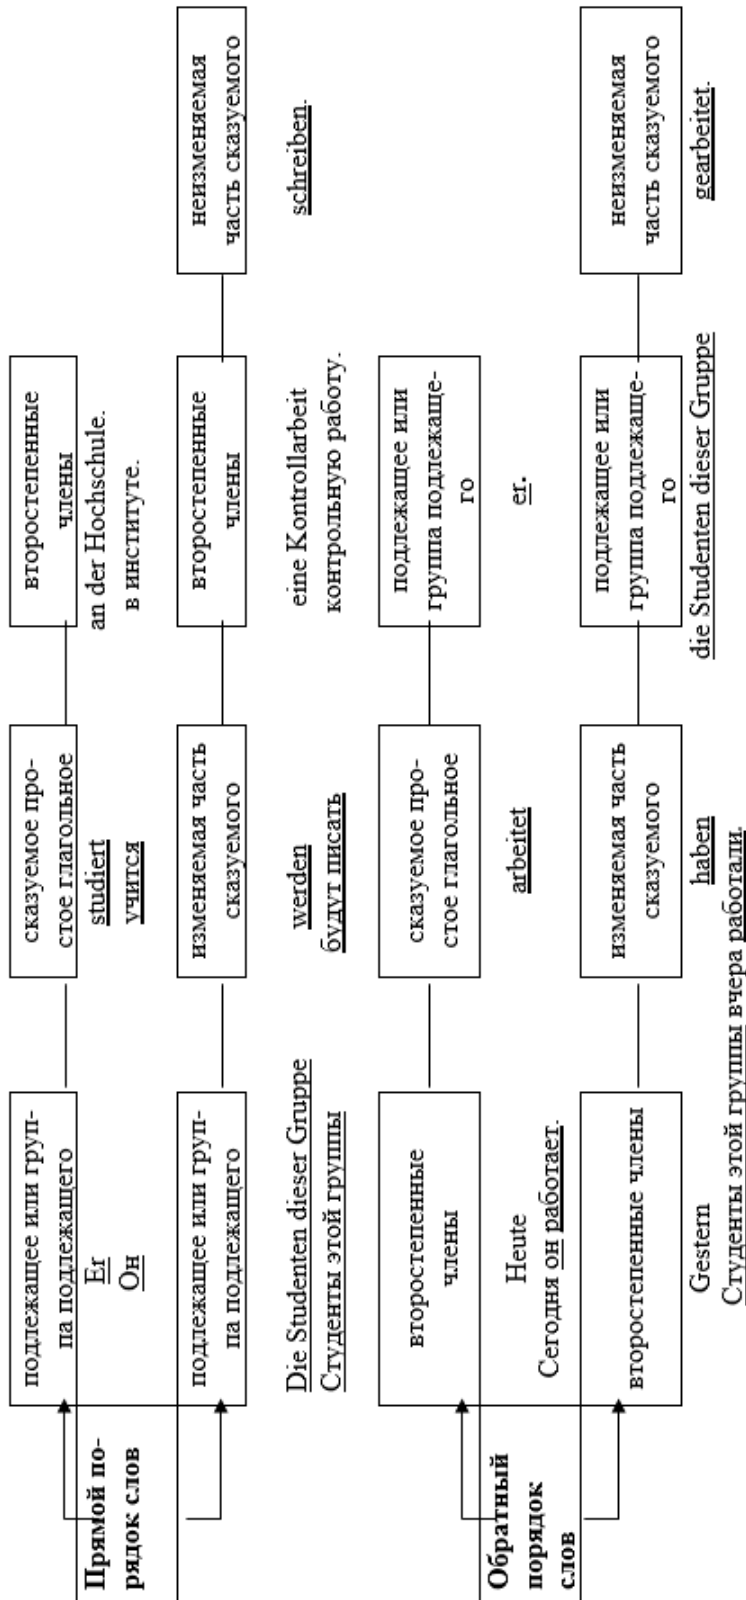 Прямой по-
рядок слов
подлежащее или груп-
па подлежащего
сказуемое про-
стое глагольное
второстепенные
члены
Er
studiert
an der Hochschule.
Он
учится
в институте.
подлежащее или груп-
па подлежащего
изменяемая часть
сказуемого
второстепенные
члены
неизменяемая
часть сказуемого
Die Studenten dieser Gruppe
werden
eine Kontrollarbeit
schreiben.
Студенты этой группы
будут писать
контрольную работу.
Обратный
порядок
слов
второстепенные
члены
сказуемое про-
стое глагольное
подлежащее или
группа подлежаще-
го
Heute
arbeitet
er.
Сегодня он работает.
второстепенные члены
изменяемая часть
сказуемого
подлежащее или
группа подлежаще-
го
неизменяемая
часть сказуемого
Gestern
haben
die Studenten dieser Gruppe
gearbeitet.
Студенты этой группы вчера работали.